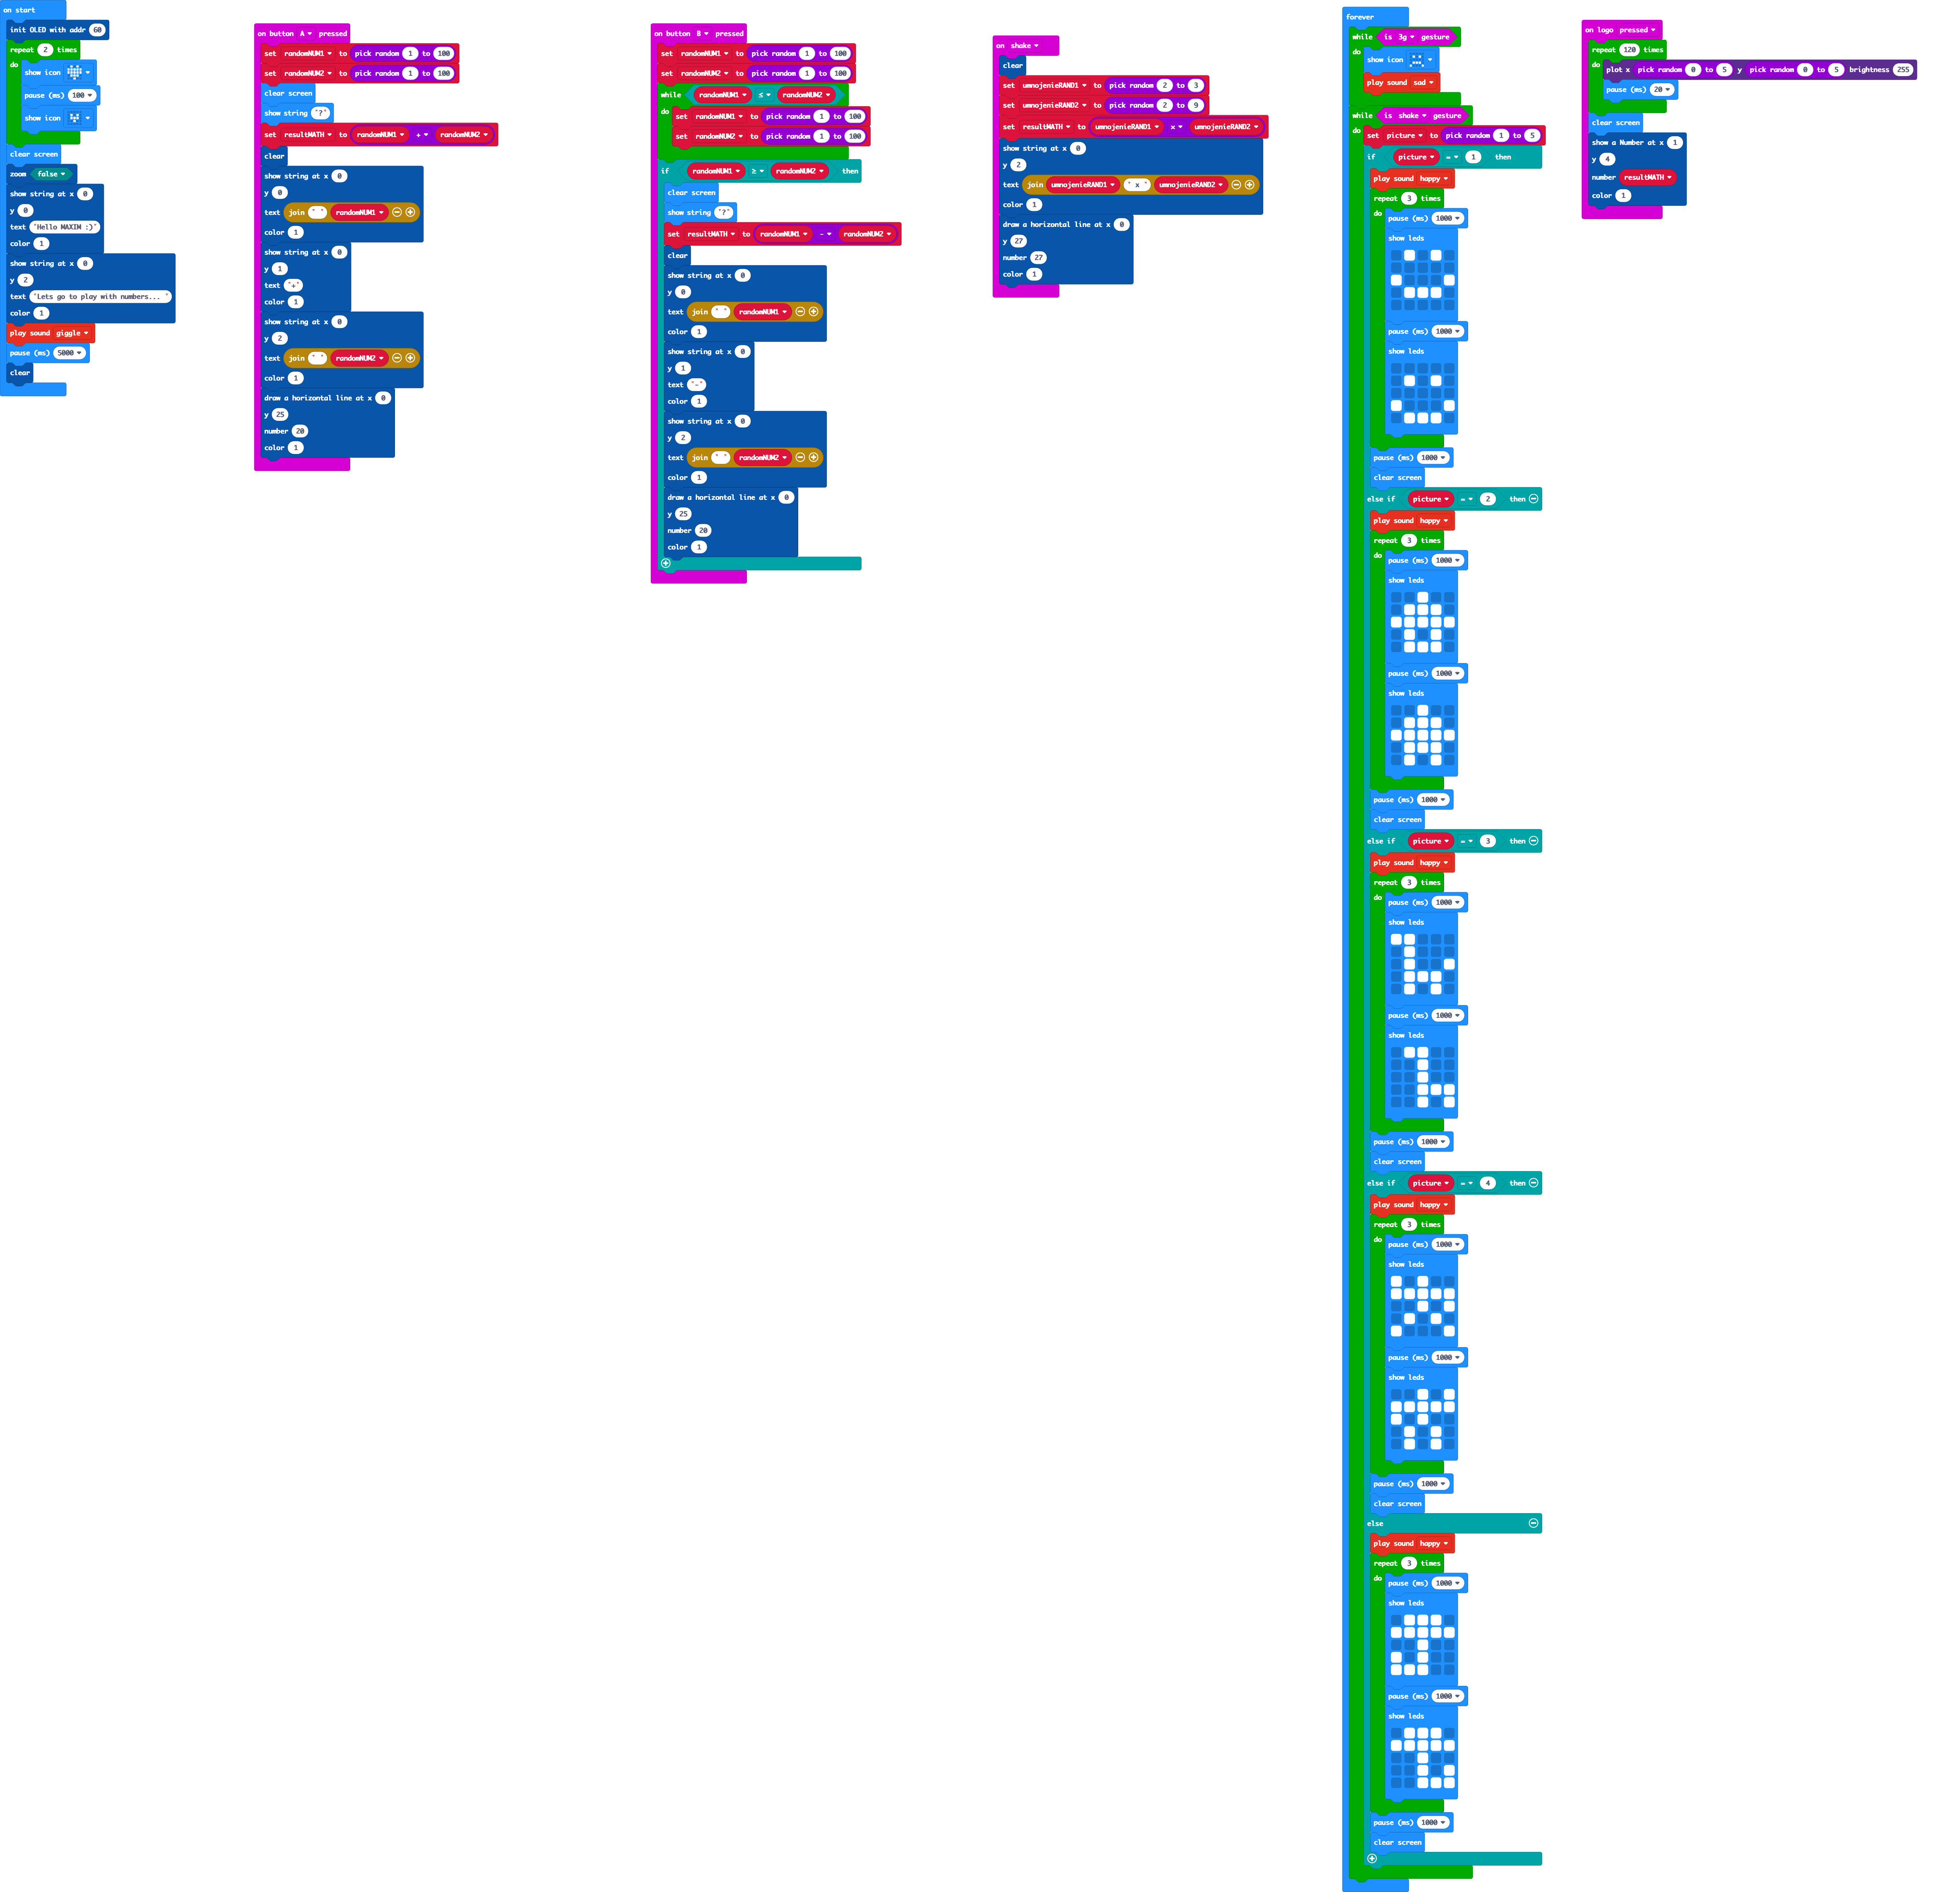 on start
init OLED with addr 60
repeat 2 times
do
show icon
pause (ms) 100
show icon
clear screen
zoom false
show string at x 0
y 0
text "Hello MAXIM :)"
color 1
show string at x 0
y 2
text "Lets go to play with numbers... "
color 1
play sound giggle
pause (ms) 5000
clear
on button A pressed
set randomNUM1 to pick random 1 to 100
set randomNUM2 to pick random 1 to 100
clear screen
show string "?"
set resultMATH to randomNUM1 + randomNUM2
clear
show string at x 0
y 0
text join " " randomNUM1
color 1
show string at x 0
y 1
text "+"
color 1
show string at x 0
y 2
text join " " randomNUM2
color 1
draw a horizontal line at x 0
y 25
number 20
color 1
on button B pressed
set randomNUM1 to pick random 1 to 100
set randomNUM2 to pick random 1 to 100
while randomNUM1 ≤ randomNUM2
do set randomNUM1 to pick random 1 to 100
set randomNUM2 to pick random 1 to 100
if randomNUM1 ≥ randomNUM2 then
clear screen
show string "?"
set resultMATH to randomNUM1 - randomNUM2
clear
show string at x 0
y 0
text join " " randomNUM1
color 1
show string at x 0
y 1
text "-"
color 1
show string at x 0
y 2
text join " " randomNUM2
color 1
draw a horizontal line at x 0
y 25
number 20
color 1
on shake
clear
set umnojenieRAND1 to pick random 2 to 3
set umnojenieRAND2 to pick random 2 to 9
set resultMATH to umnojenieRAND1 × umnojenieRAND2
show string at x 0
y 2
text join umnojenieRAND1 " x " umnojenieRAND2
color 1
draw a horizontal line at x 0
y 27
number 27
color 1
forever
while is 3g gesture
do show icon
play sound sad
while is shake gesture
do set picture to pick random 1 to 5
if picture = 1 then
play sound happy
repeat 3 times
do pause (ms) 1000
show leds
pause (ms) 1000
show leds
pause (ms) 1000
clear screen
else if picture = 2 then
play sound happy
repeat 3 times
do pause (ms) 1000
show leds
pause (ms) 1000
show leds
pause (ms) 1000
clear screen
else if picture = 3 then
play sound happy
repeat 3 times
do pause (ms) 1000
show leds
pause (ms) 1000
show leds
pause (ms) 1000
clear screen
else if picture = 4 then
play sound happy
repeat 3 times
do pause (ms) 1000
show leds
pause (ms) 1000
show leds
pause (ms) 1000
clear screen
else
play sound happy
repeat 3 times
do pause (ms) 1000
show leds
pause (ms) 1000
show leds
pause (ms) 1000
clear screen
on logo pressed
repeat 120 times
do plot x pick random 0 to 5 y pick random 0 to 5 brightness 255
pause (ms) 20
clear screen
show a Number at x 1
y 4
number resultMATH
color 1